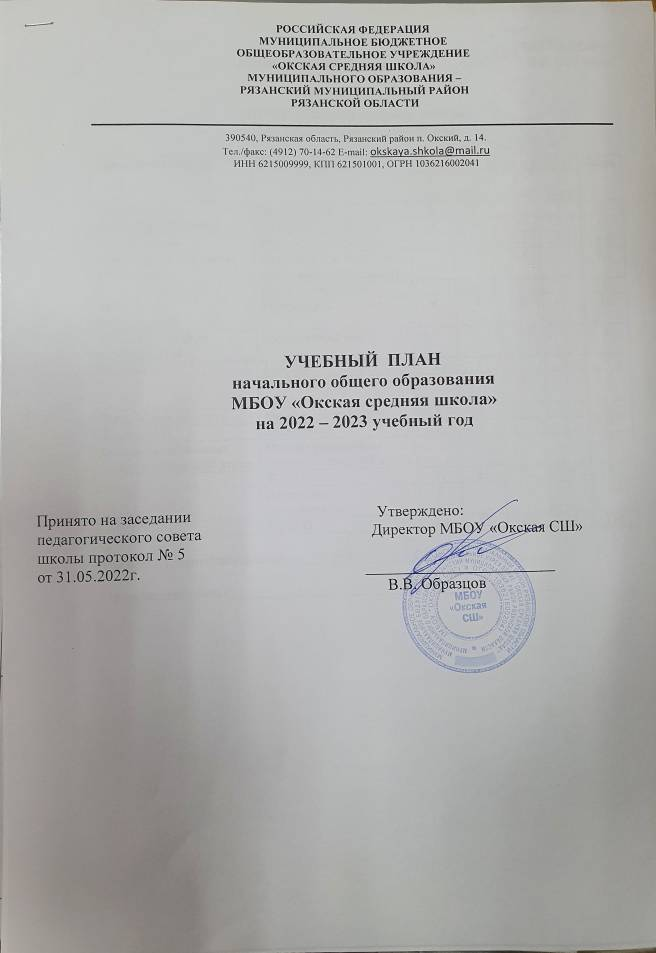 РОССИЙСКАЯ ФЕДЕРАЦИЯ
МУНИЦИПАЛЬНОЕ БЮДЖЕТНОЕ
ОБЩЕОБРАЗОВАТЕЛЬНОЕ УЧРЕЖДЕНИЕ
«ОКСКАЯ СРЕДНЯЯ ШКОЛА»
МУНИЦИПАЛЬНОГО ОБРАЗОВАНИЯ –
РЯЗАНСКИЙ МУНИЦИПАЛЬНЫЙ РАЙОН
РЯЗАНСКОЙ ОБЛАСТИ
390540, Рязанская область, Рязанский район п. Окский, д. 14.
Тел./факс: (4912) 70-14-62 E-mail: okskaya.shkola@mail.ru
ИНН 6215009999, КПП 621501001, ОГРН 1036216002041
УЧЕБНЫЙ ПЛАН
начального общего образования
МБОУ «Окская средняя школа»
на 2022 – 2023 учебный год
Принято на заседании
педагогического совета
школы протокол № 5
от 31.05.2022г.
Утверждено:
Директор МБОУ «Окская СШ»
В.В. Образцов
МБОУ
«Окская
СШ»